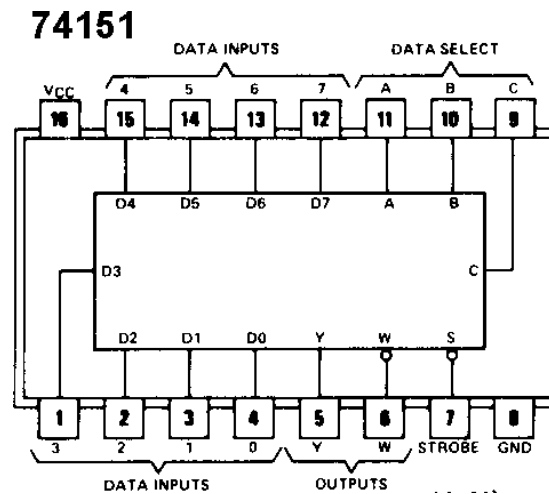 74151
DATA INPUTS DATA SELECT
VCC 4 5 6 7 A B C
16 15 14 13 12 11 10 9
D4 D5 D6 D7 A B
D3 C
D2 D1 D0 Y W S
1 2 3 4 5 6 7 8
3 2 1 0 Y W STROBE GND
DATA INPUTS OUTPUTS